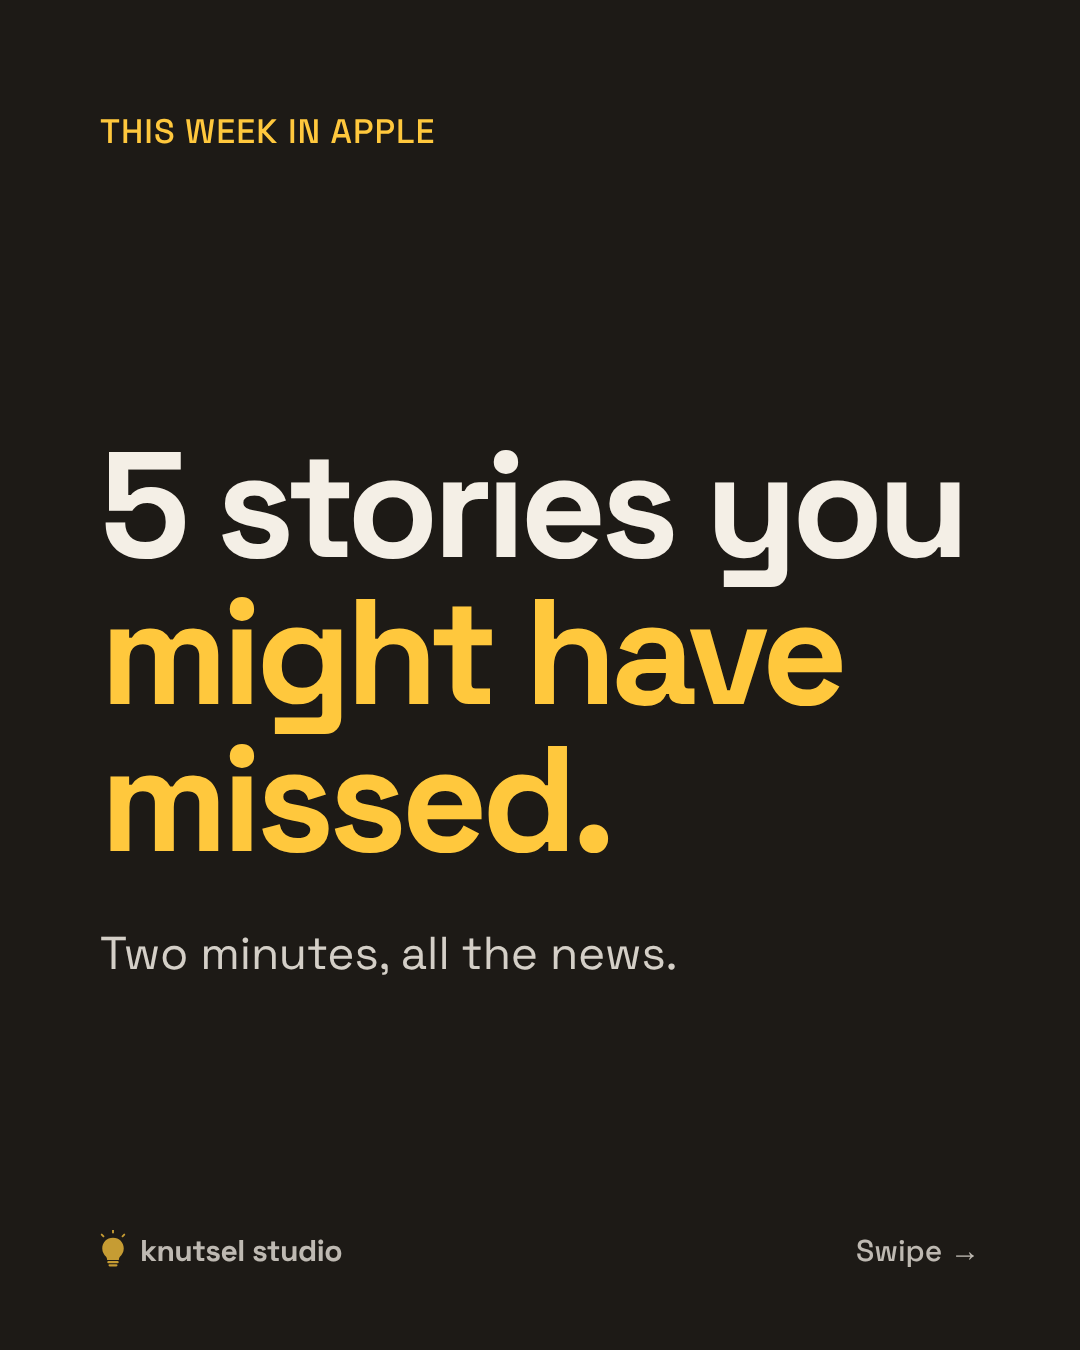 THIS WEEK IN APPLE
5 stories you
might have
missed.
Two minutes, all the news.
knutsel studio
Swipe →